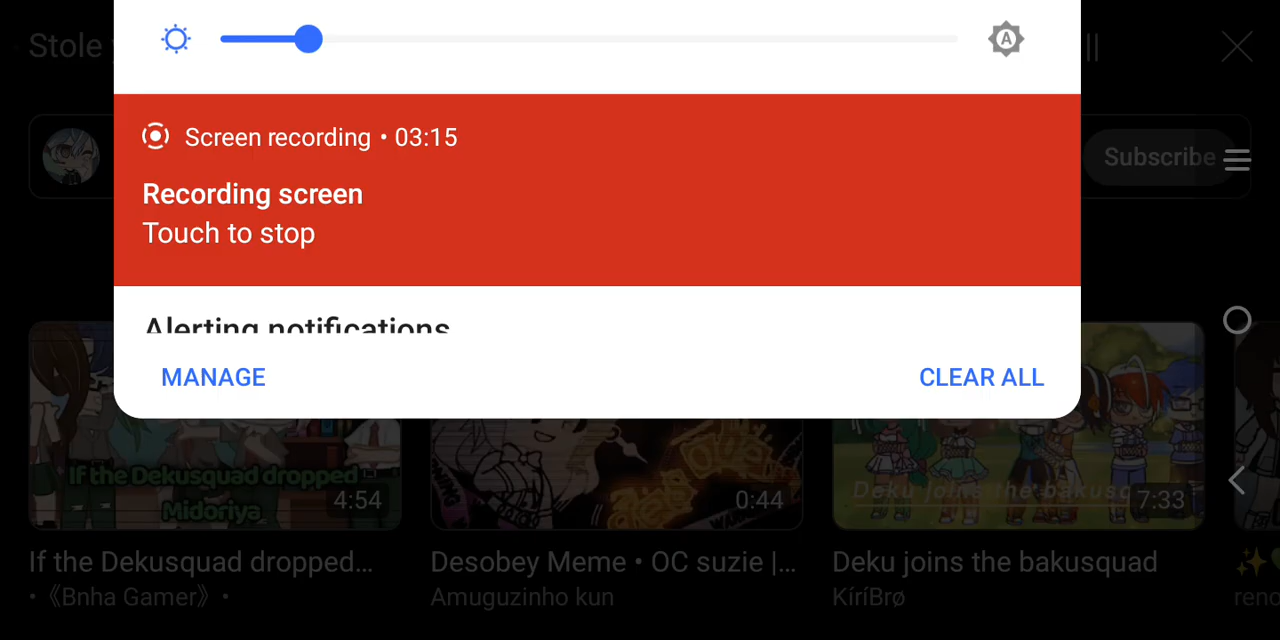 Stole
A
Screen recording • 03:15
Subscribe
Recording screen
Touch to stop
Alerting notifications
MANAGE
CLEAR ALL
If the Dekusquad dropped
Midoriya
4:54
0:44
Deku joins the bakusq
7:33
If the Dekusquad dropped...
Desobey Meme • OC suzie |...
Deku joins the bakusquad
• 《Bnha Gamer》 •
Amuguzinho kun
KíríBrø
reno